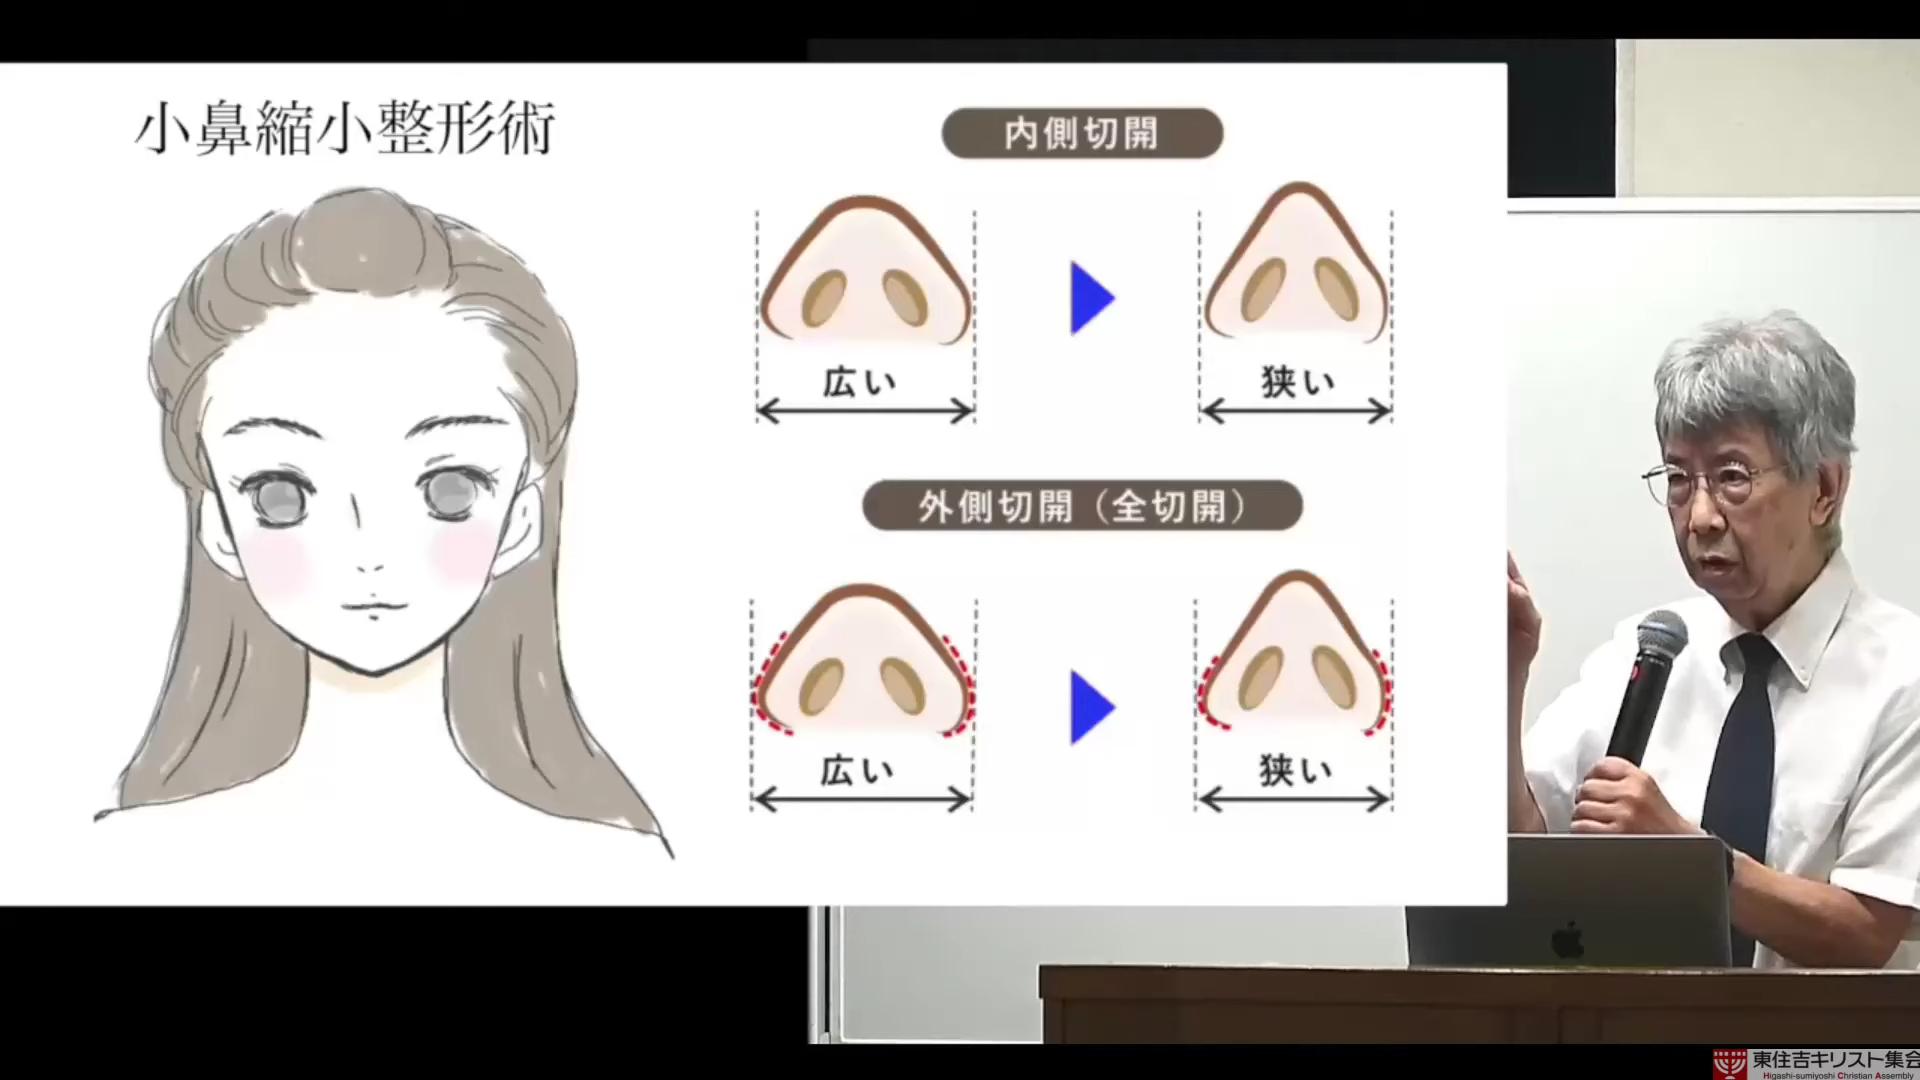 小鼻縮小整形術
内側切開
広い
狭い
外側切開（全切開）
広い
狭い
東住吉キリスト集会
Higashi-sumiyoshi Christian Assembly